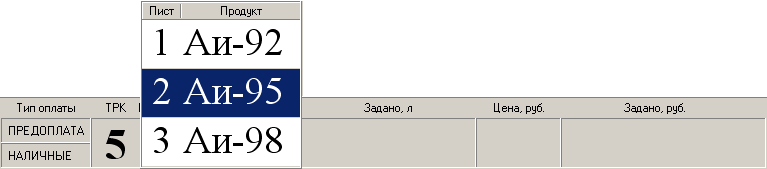 Пист Продукт
1 Аи-92
2 Аи-95
3 Аи-98
Тип оплаты ТРК Задано, л Цена, руб. Задано, руб.
ПРЕДОПЛАТА
5
НАЛИЧНЫЕ